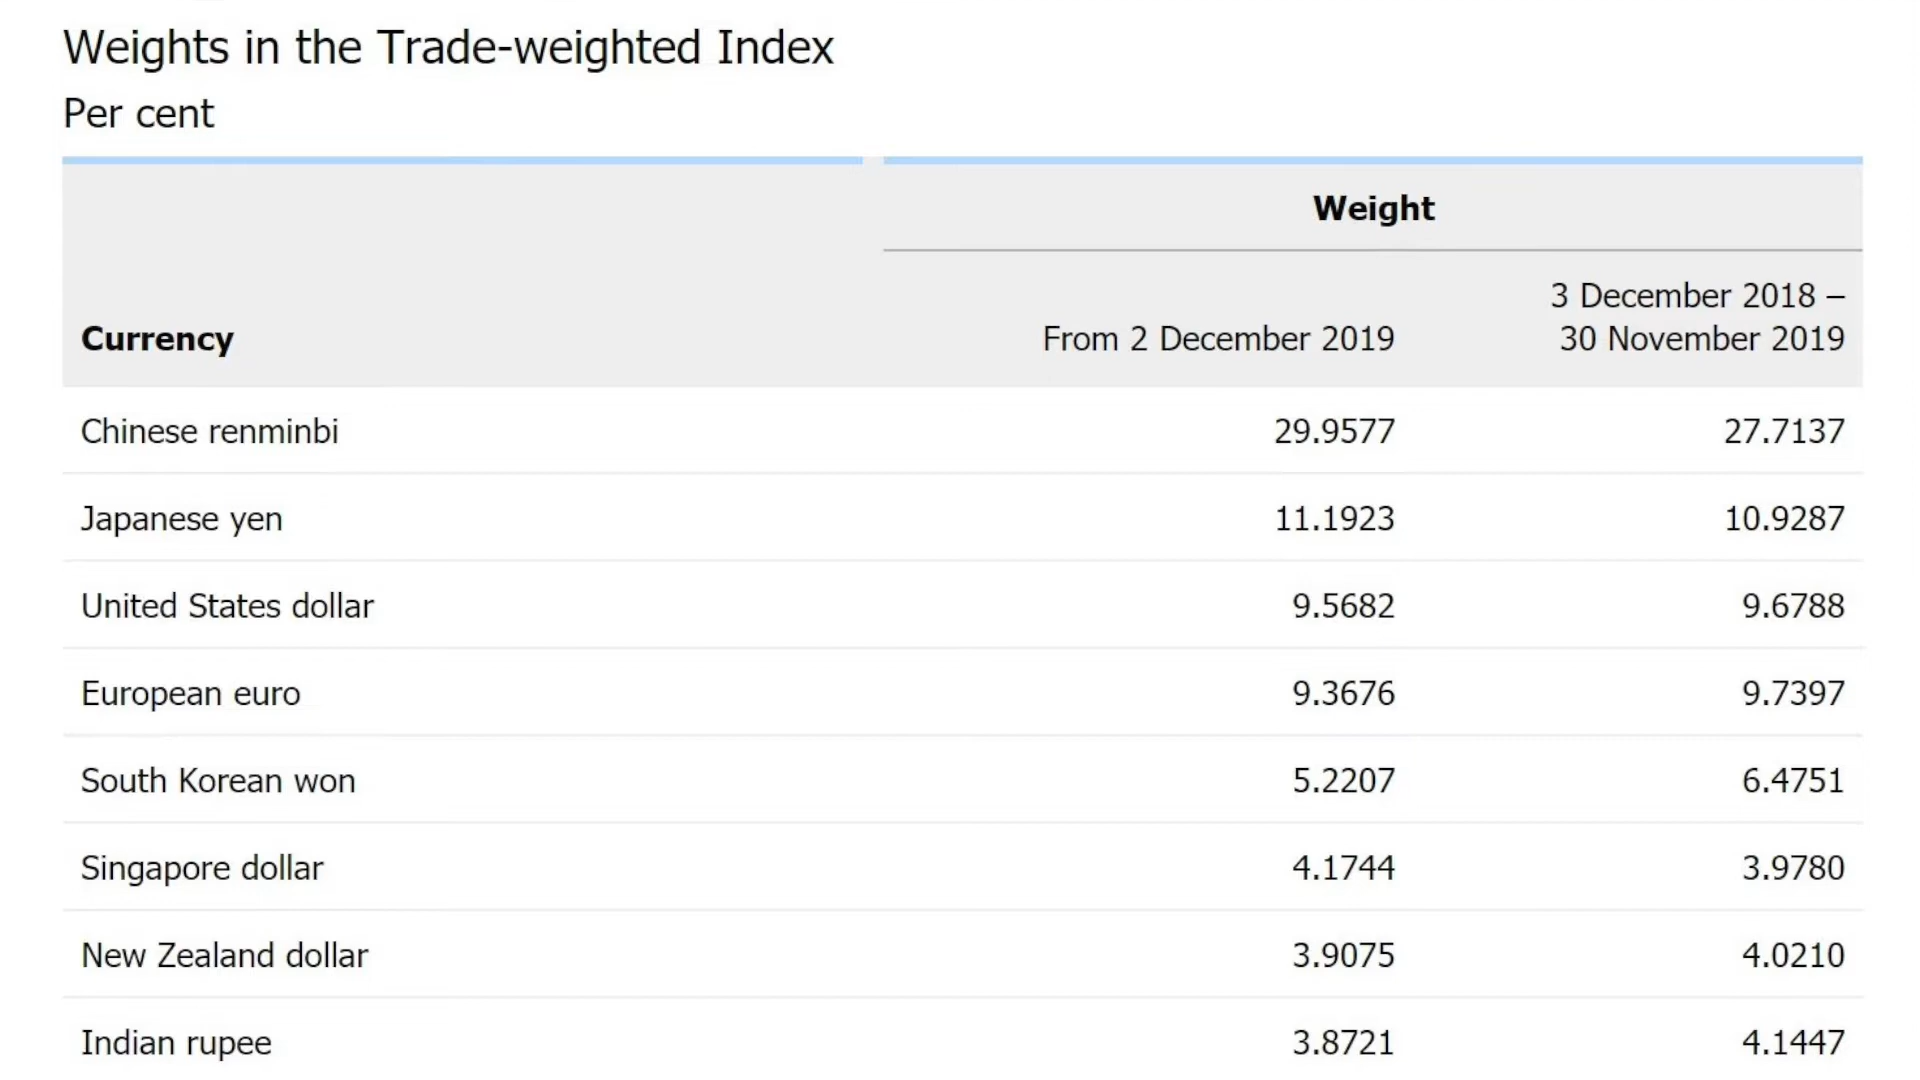 Weights in the Trade-weighted Index
Per cent
Weight
Currency From 2 December 2019 3 December 2018 –
30 November 2019
Chinese renminbi 29.9577 27.7137
Japanese yen 11.1923 10.9287
United States dollar 9.5682 9.6788
European euro 9.3676 9.7397
South Korean won 5.2207 6.4751
Singapore dollar 4.1744 3.9780
New Zealand dollar 3.9075 4.0210
Indian rupee 3.8721 4.1447